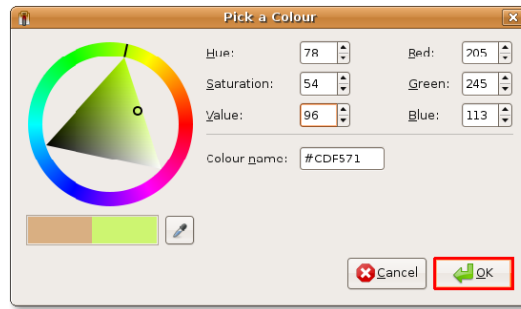 Pick a Colour
Hue: 78 Red: 205
Saturation: 54 Green: 245
Value: 96 Blue: 113
Colour name: #CDF571
Cancel OK